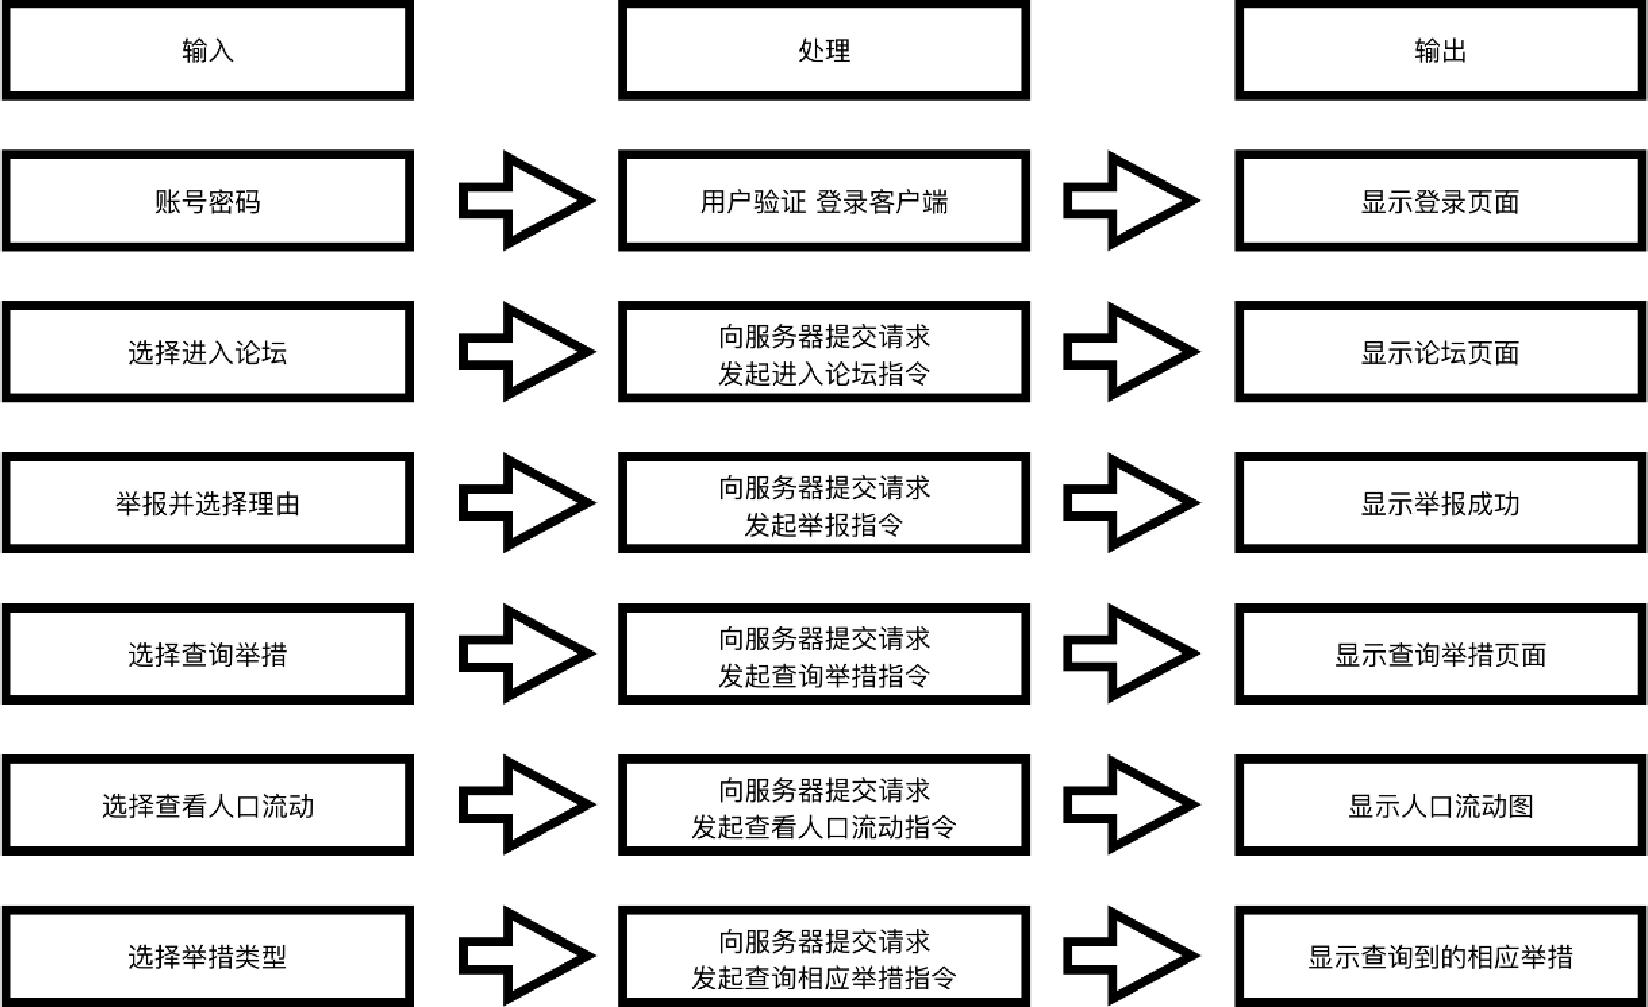 输入
处理
输出
账号密码
用户验证 登录客户端
显示登录页面
选择进入论坛
向服务器提交请求
发起进入论坛指令
显示论坛页面
举报并选择理由
向服务器提交请求
发起举报指令
显示举报成功
选择查询举措
向服务器提交请求
发起查询举措指令
显示查询举措页面
选择查看人口流动
向服务器提交请求
发起查看人口流动指令
显示人口流动图
选择举措类型
向服务器提交请求
发起查询相应举措指令
显示查询到的相应举措